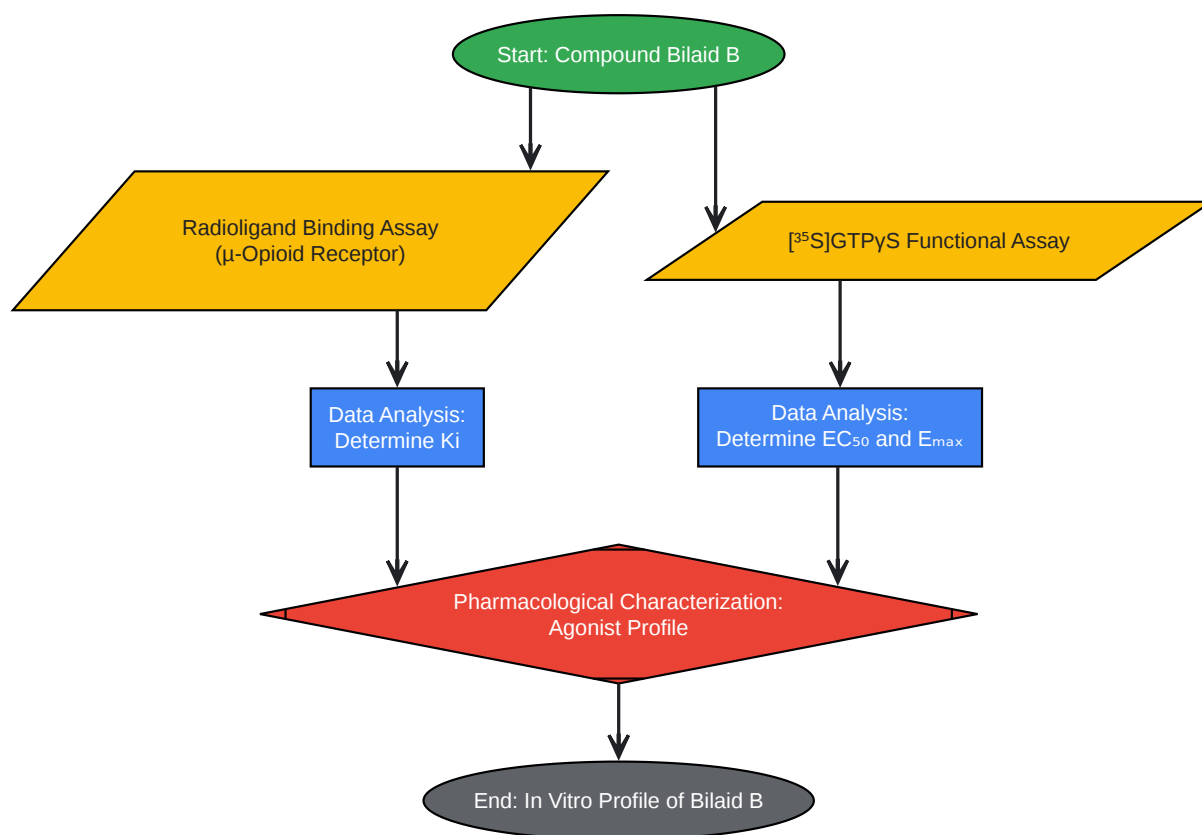 Start: Compound Bilaid B
Radioligand Binding Assay
(µ-Opioid Receptor)
[³⁵S]GTPγS Functional Assay
Data Analysis:
Determine Ki
Data Analysis:
Determine EC₅₀ and Eₘₐₓ
Pharmacological Characterization:
Agonist Profile
End: In Vitro Profile of Bilaid B